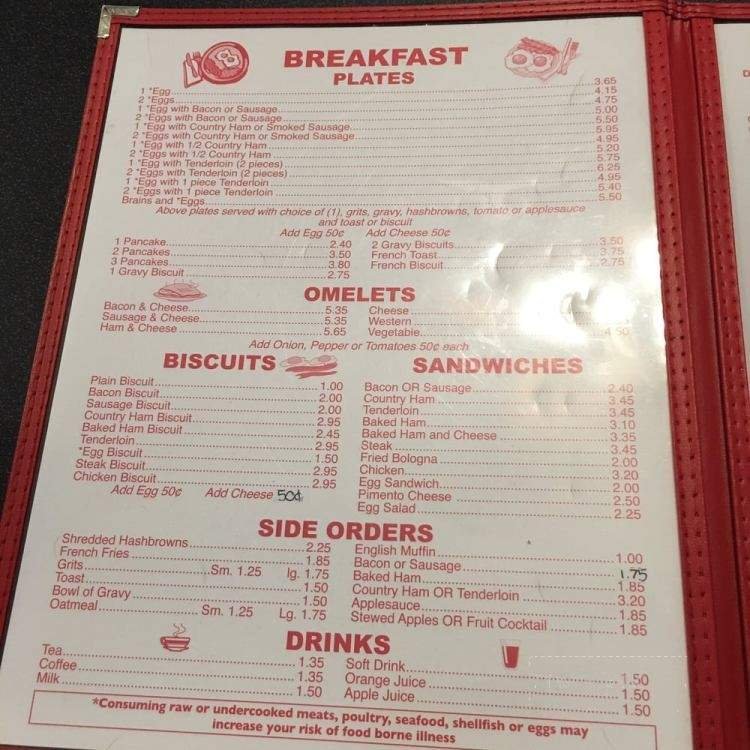 BREAKFAST
PLATES
1 *Egg 3.65
2 *Eggs 4.15
1 *Egg with Bacon or Sausage 4.75
2 *Eggs with Bacon or Sausage 5.00
1 *Egg with Country Ham or Smoked Sausage 5.50
2 *Eggs with Country Ham or Smoked Sausage 5.95
1 *Egg with 1/2 Country Ham 4.95
2 *Eggs with 1/2 Country Ham 5.20
1 *Egg with Tenderloin (2 pieces) 5.75
2 *Eggs with Tenderloin (2 pieces) 6.25
1 *Egg with 1 piece Tenderloin 4.95
2 *Eggs with 1 piece Tenderloin 5.40
Brains and *Eggs 5.50
Above plates served with choice of (1), grits, gravy, hashbrowns, tomato or applesauce
and toast or biscuit
Add Egg 50¢ Add Cheese 50¢
1 Pancake 2.40
2 Pancakes 3.50
3 Pancakes 3.80
1 Gravy Biscuit 2.75
2 Gravy Biscuits 3.50
French Toast 3.75
French Biscuit 2.75
OMELETS
Bacon & Cheese 5.35
Sausage & Cheese 5.35
Ham & Cheese 5.65
Cheese
Western
Vegetable 4.50
Add Onion, Pepper or Tomatoes 50¢ each
BISCUITS
Plain Biscuit 1.00
Bacon Biscuit 2.00
Sausage Biscuit 2.00
Country Ham Biscuit 2.95
Baked Ham Biscuit 2.45
Tenderloin 2.95
*Egg Biscuit 1.50
Steak Biscuit 2.95
Chicken Biscuit 2.95
Add Egg 50¢ Add Cheese 50¢
SANDWICHES
Bacon OR Sausage 2.40
Country Ham 3.45
Tenderloin 3.45
Baked Ham 3.10
Baked Ham and Cheese 3.35
Steak 3.45
Fried Bologna 2.00
Chicken 3.20
Egg Sandwich 2.00
Pimento Cheese 2.50
Egg Salad 2.25
SIDE ORDERS
Shredded Hashbrowns 2.25
French Fries 1.85
Grits Sm. 1.25 lg. 1.75
Toast 1.50
Bowl of Gravy 1.50
Oatmeal Sm. 1.25 Lg. 1.75
English Muffin 1.00
Bacon or Sausage 1.75
Baked Ham 1.85
Country Ham OR Tenderloin 3.20
Applesauce 1.85
Stewed Apples OR Fruit Cocktail 1.85
DRINKS
Tea 1.35
Coffee 1.35
Milk 1.50
Soft Drink 1.50
Orange Juice 1.50
Apple Juice 1.50
*Consuming raw or undercooked meats, poultry, seafood, shellfish or eggs may
increase your risk of food borne illness